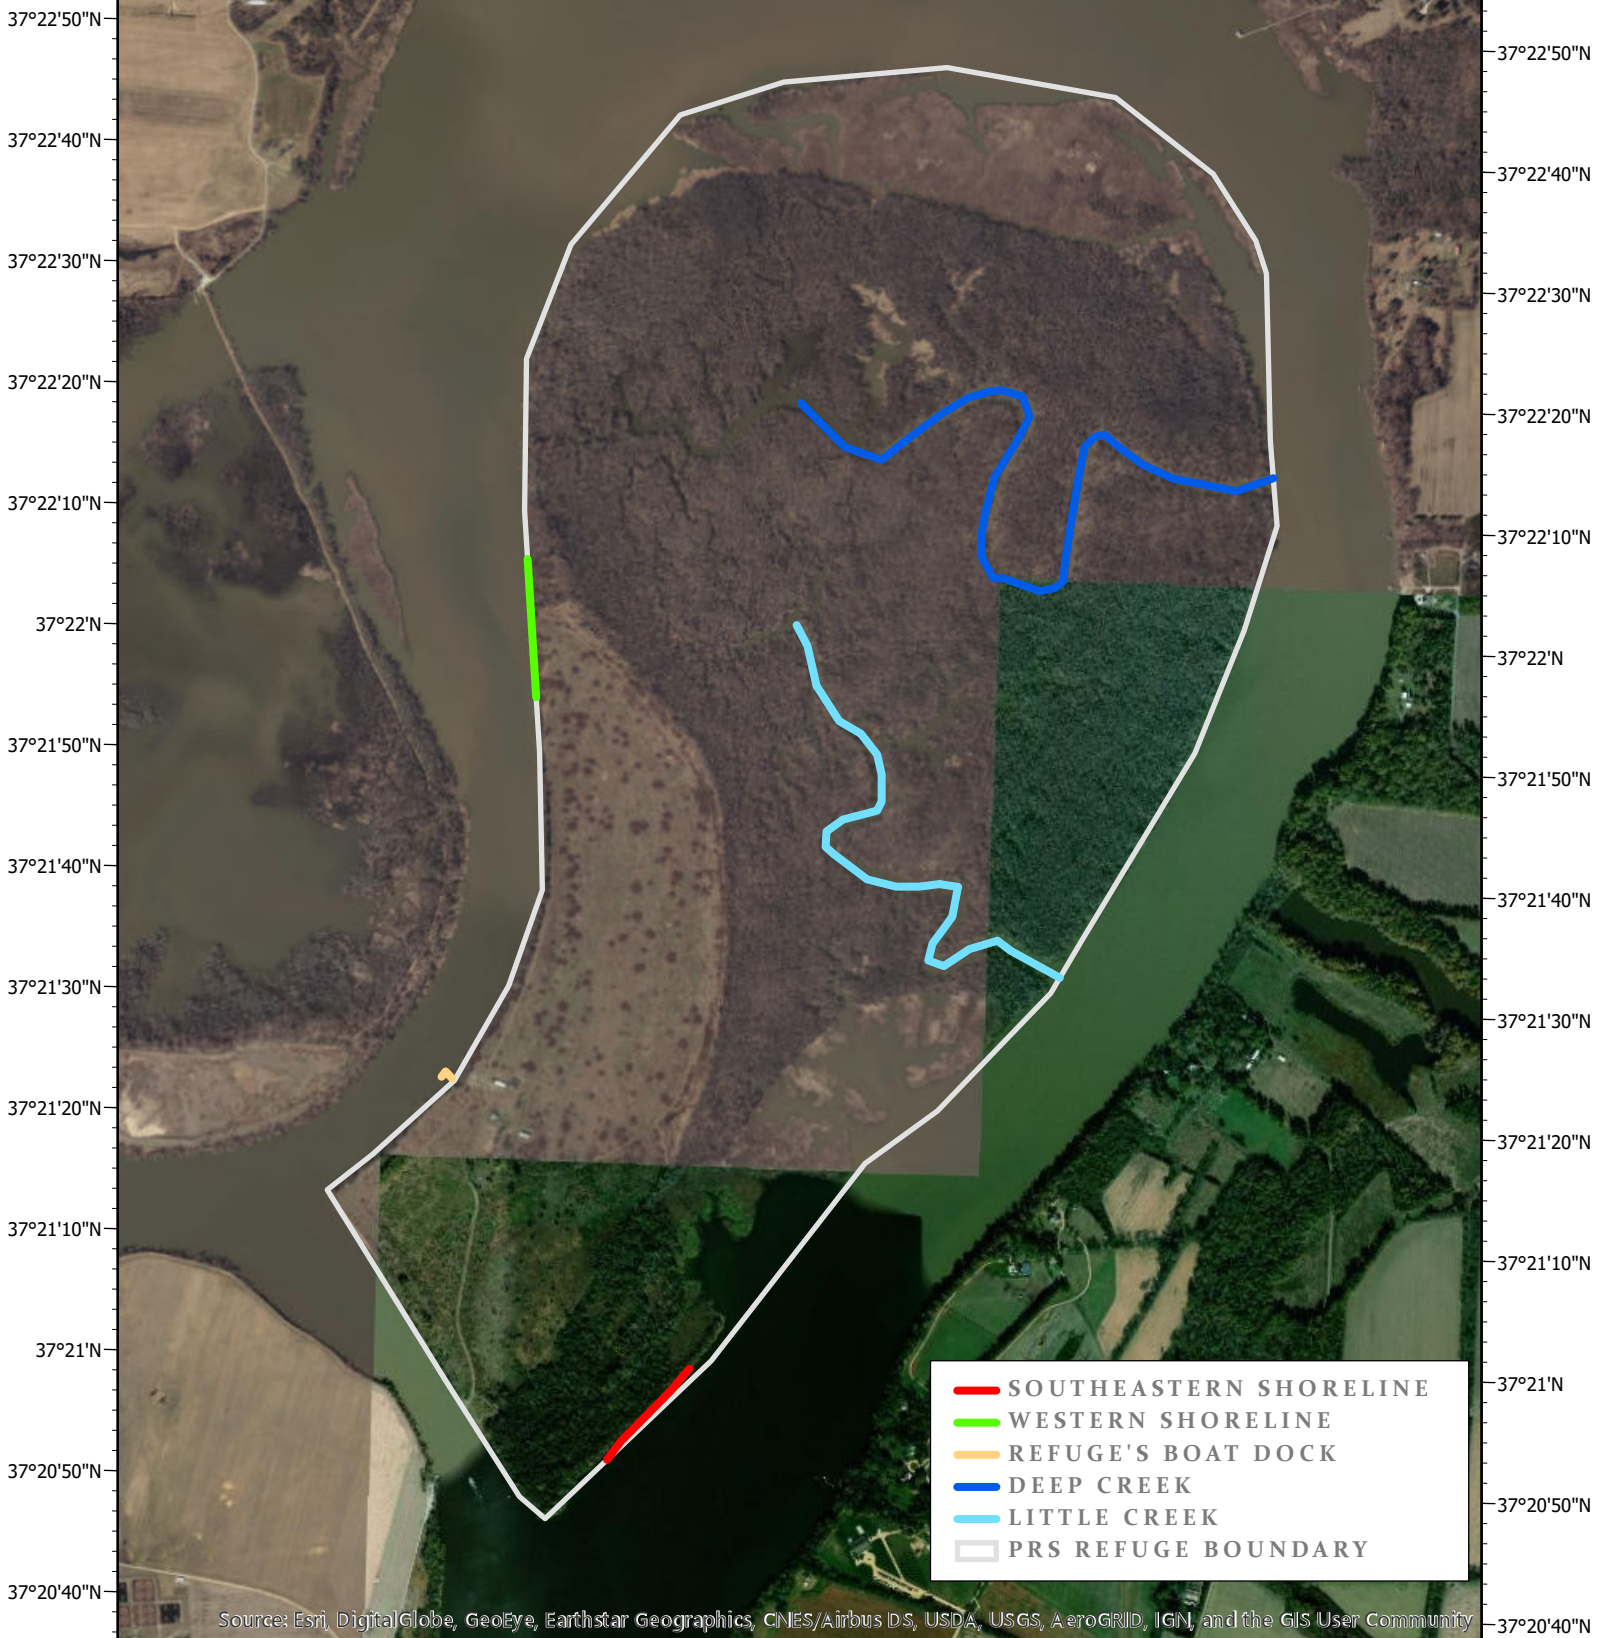 37°22'50"N
37°22'40"N
37°22'30"N
37°22'20"N
37°22'10"N
37°22'N
37°21'50"N
37°21'40"N
37°21'30"N
37°21'20"N
37°21'10"N
37°21'N
37°20'50"N
37°20'40"N
37°22'50"N
37°22'40"N
37°22'30"N
37°22'20"N
37°22'10"N
37°22'N
37°21'50"N
37°21'40"N
37°21'30"N
37°21'20"N
37°21'10"N
37°21'N
37°20'50"N
37°20'40"N
SOUTHEASTERN SHORELINE
WESTERN SHORELINE
REFUGE'S BOAT DOCK
DEEP CREEK
LITTLE CREEK
PRS REFUGE BOUNDARY
Source: Esri, DigitalGlobe, GeoEye, Earthstar Geographics, CNES/Airbus DS, USDA, USGS, AeroGRID, IGN, and the GIS User Community